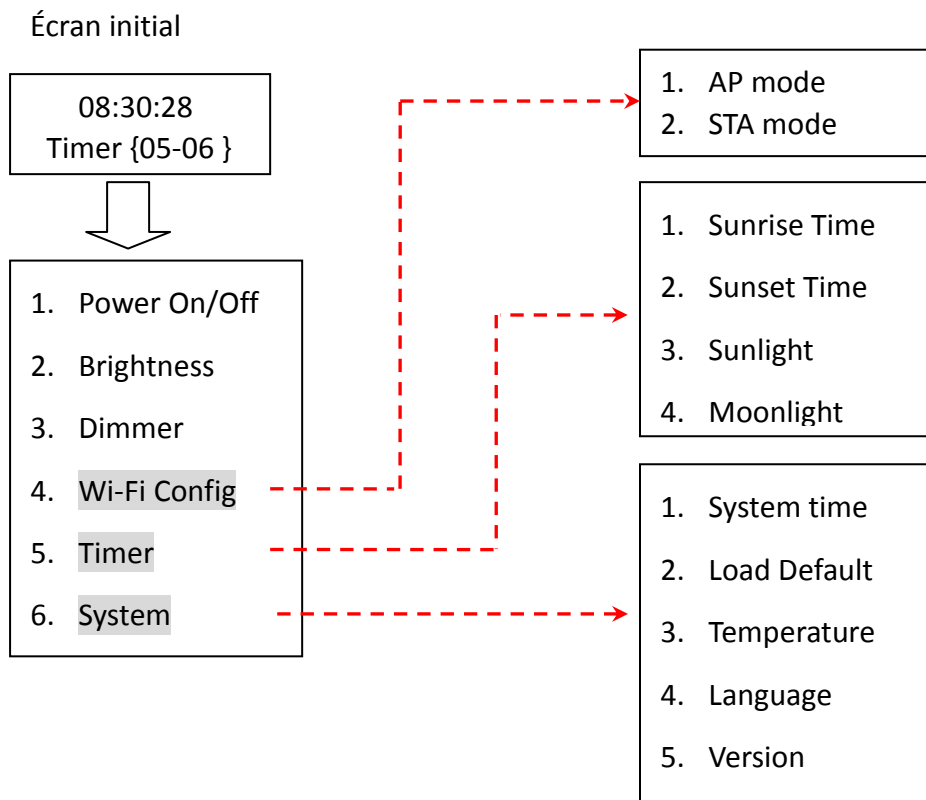 Écran initial
08:30:28
Timer {05-06 }
1. Power On/Off
2. Brightness
3. Dimmer
4. Wi-Fi Config
5. Timer
6. System
1. AP mode
2. STA mode
1. Sunrise Time
2. Sunset Time
3. Sunlight
4. Moonlight
1. System time
2. Load Default
3. Temperature
4. Language
5. Version